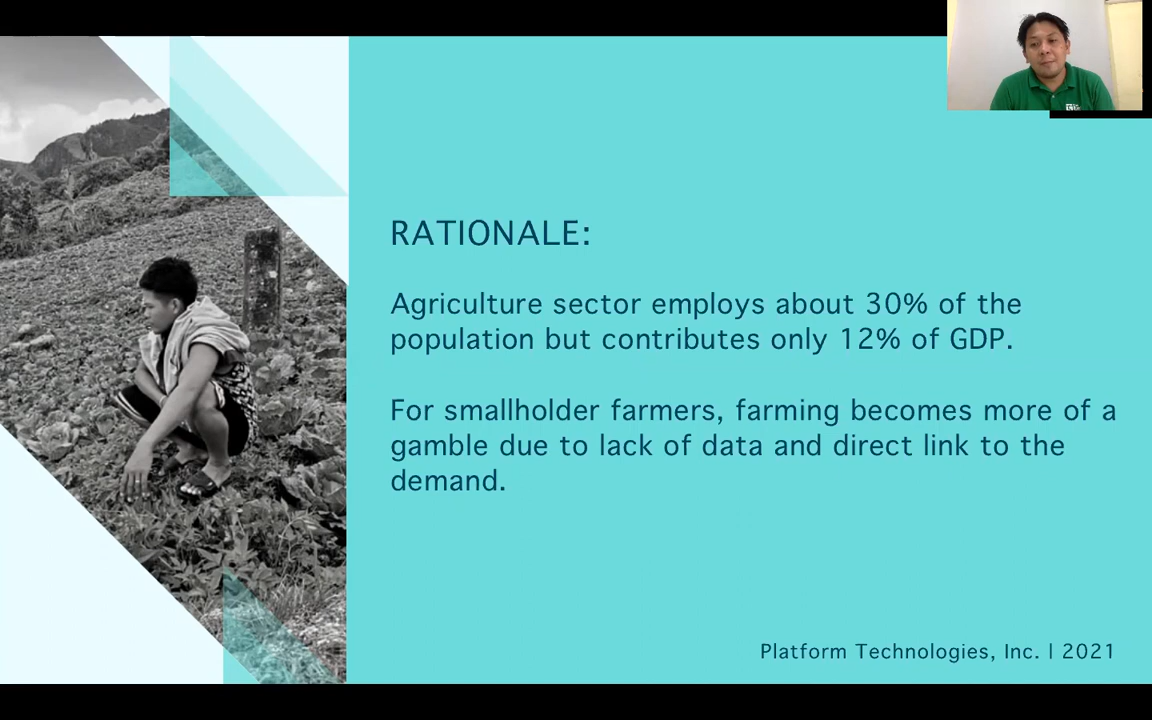 RATIONALE:
Agriculture sector employs about 30% of the
population but contributes only 12% of GDP.
For smallholder farmers, farming becomes more of a
gamble due to lack of data and direct link to the
demand.
Platform Technologies, Inc. | 2021